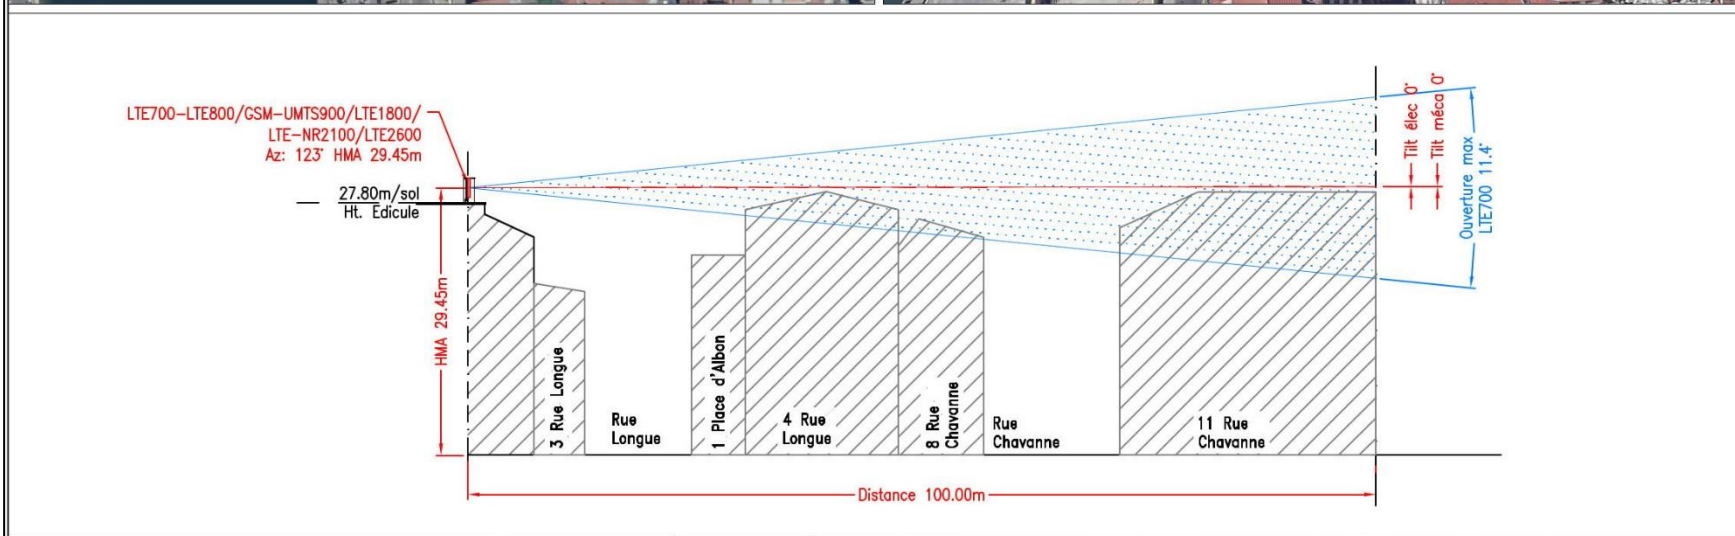 LTE700-LTE800/GSM-UMTS900/LTE1800/
LTE-NR2100/LTE2600
Az: 123° HMA 29.45m
27.80m/sol
Ht. Edicule
HMA 29.45m
3 Rue Longue
Rue
Longue
1 Place d'Albon
4 Rue
Longue
8 Rue
Chavanne
Rue
Chavanne
11 Rue
Chavanne
Distance 100.00m
Tilt élec 0°
Tilt méca 0°
Ouverture max
LTE700 11.4°